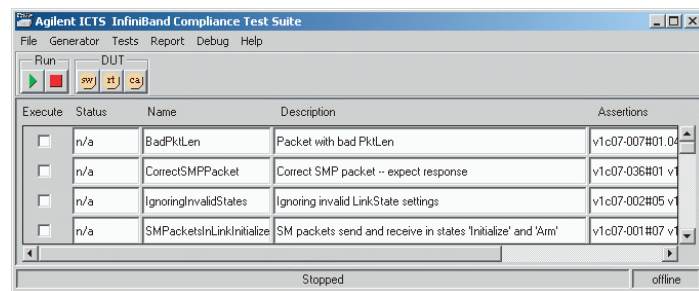 Agilent ICTS InfiniBand Compliance Test Suite
File Generator Tests Report Debug Help
Run DUT
sw rt ca
Execute Status Name Description Assertions
n/a BadPktLen Packet with bad PktLen v1c07-007#01.04
n/a CorrectSMPPacket Correct SMP packet -- expect response v1c07-036#01 v1
n/a IgnoringInvalidStates Ignoring invalid LinkState settings v1c07-002#05 v1
n/a SMPacketsInLinkInitialize SM packets send and receive in states 'Initialize' and 'Arm' v1c07-001#07 v1
Stopped offline